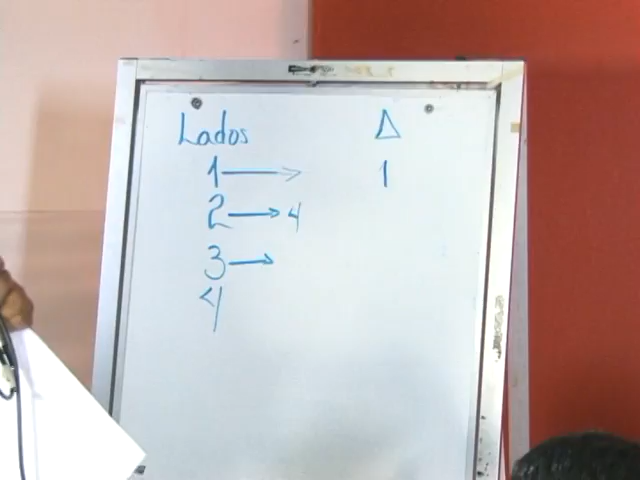 Lados Δ
1 → 1
2 → 4
3 →
4